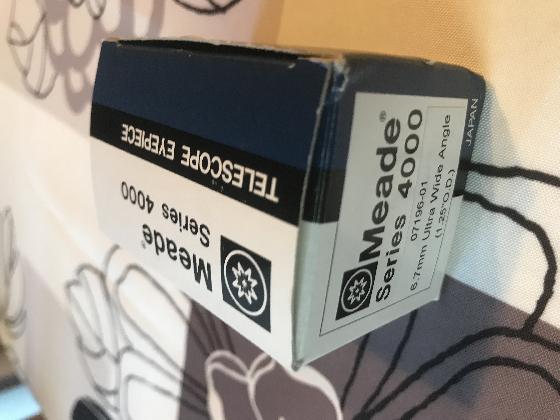 TELESCOPE EYEPIECE
Meade®
Series 4000
Meade®
Series 4000
07196-01
6.7mm Ultra Wide Angle
(1.25"O.D.)
JAPAN